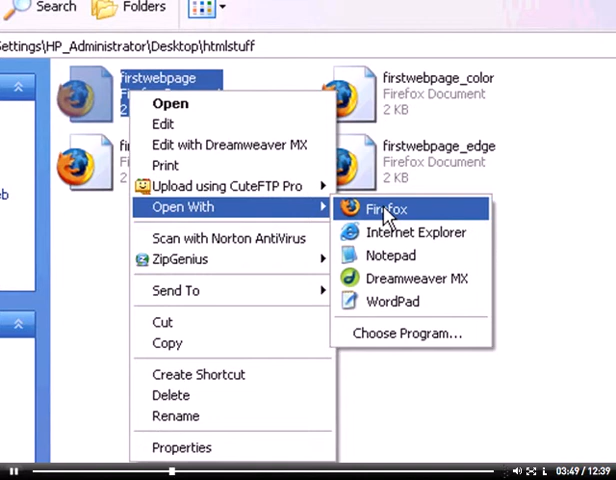 Search
Folders
Settings\HP_Administrator\Desktop\htmlstuff
firstwebpage
firstwebpage_color
Firefox Document
2 KB
firstwebpage_edge
Firefox Document
2 KB
Open
Edit
Edit with Dreamweaver MX
Print
Upload using CuteFTP Pro
Open With
Scan with Norton AntiVirus
ZipGenius
Send To
Cut
Copy
Create Shortcut
Delete
Rename
Properties
Firefox
Internet Explorer
Notepad
Dreamweaver MX
WordPad
Choose Program...
03:49 / 12:39